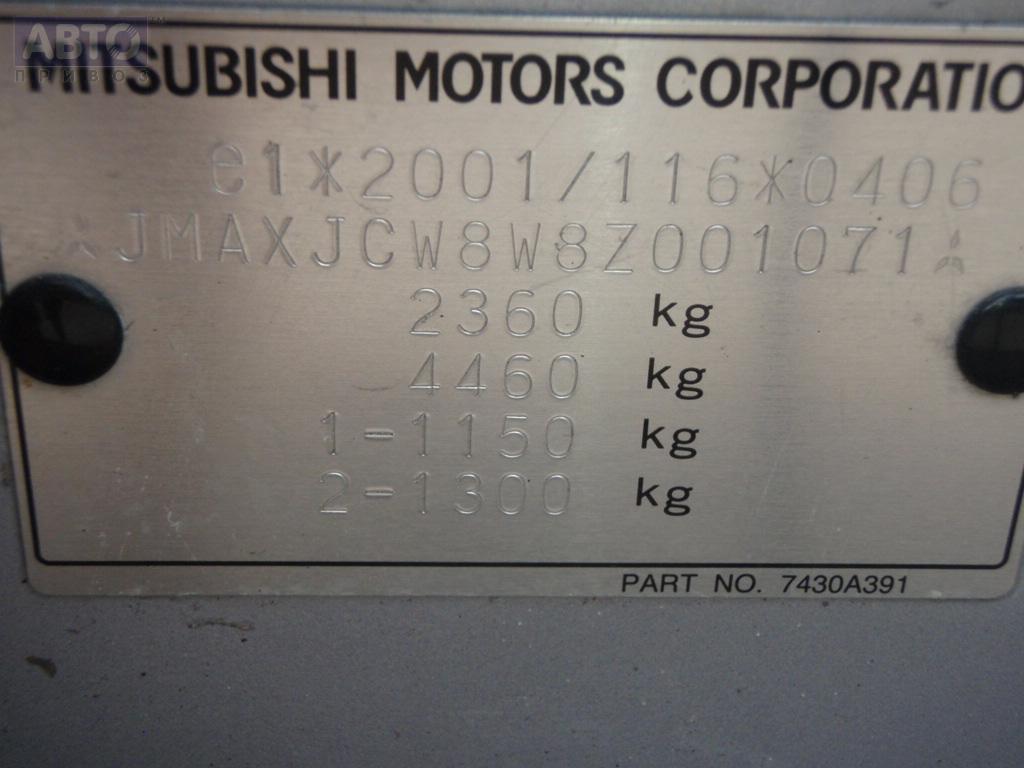 АВТО
ПРИВОЗ
MITSUBISHI MOTORS CORPORATIO
e1*2001/116*0406
JMAXJCW8W8Z001071
2360 kg
4460 kg
1-1150 kg
2-1300 kg
PART NO. 7430A391